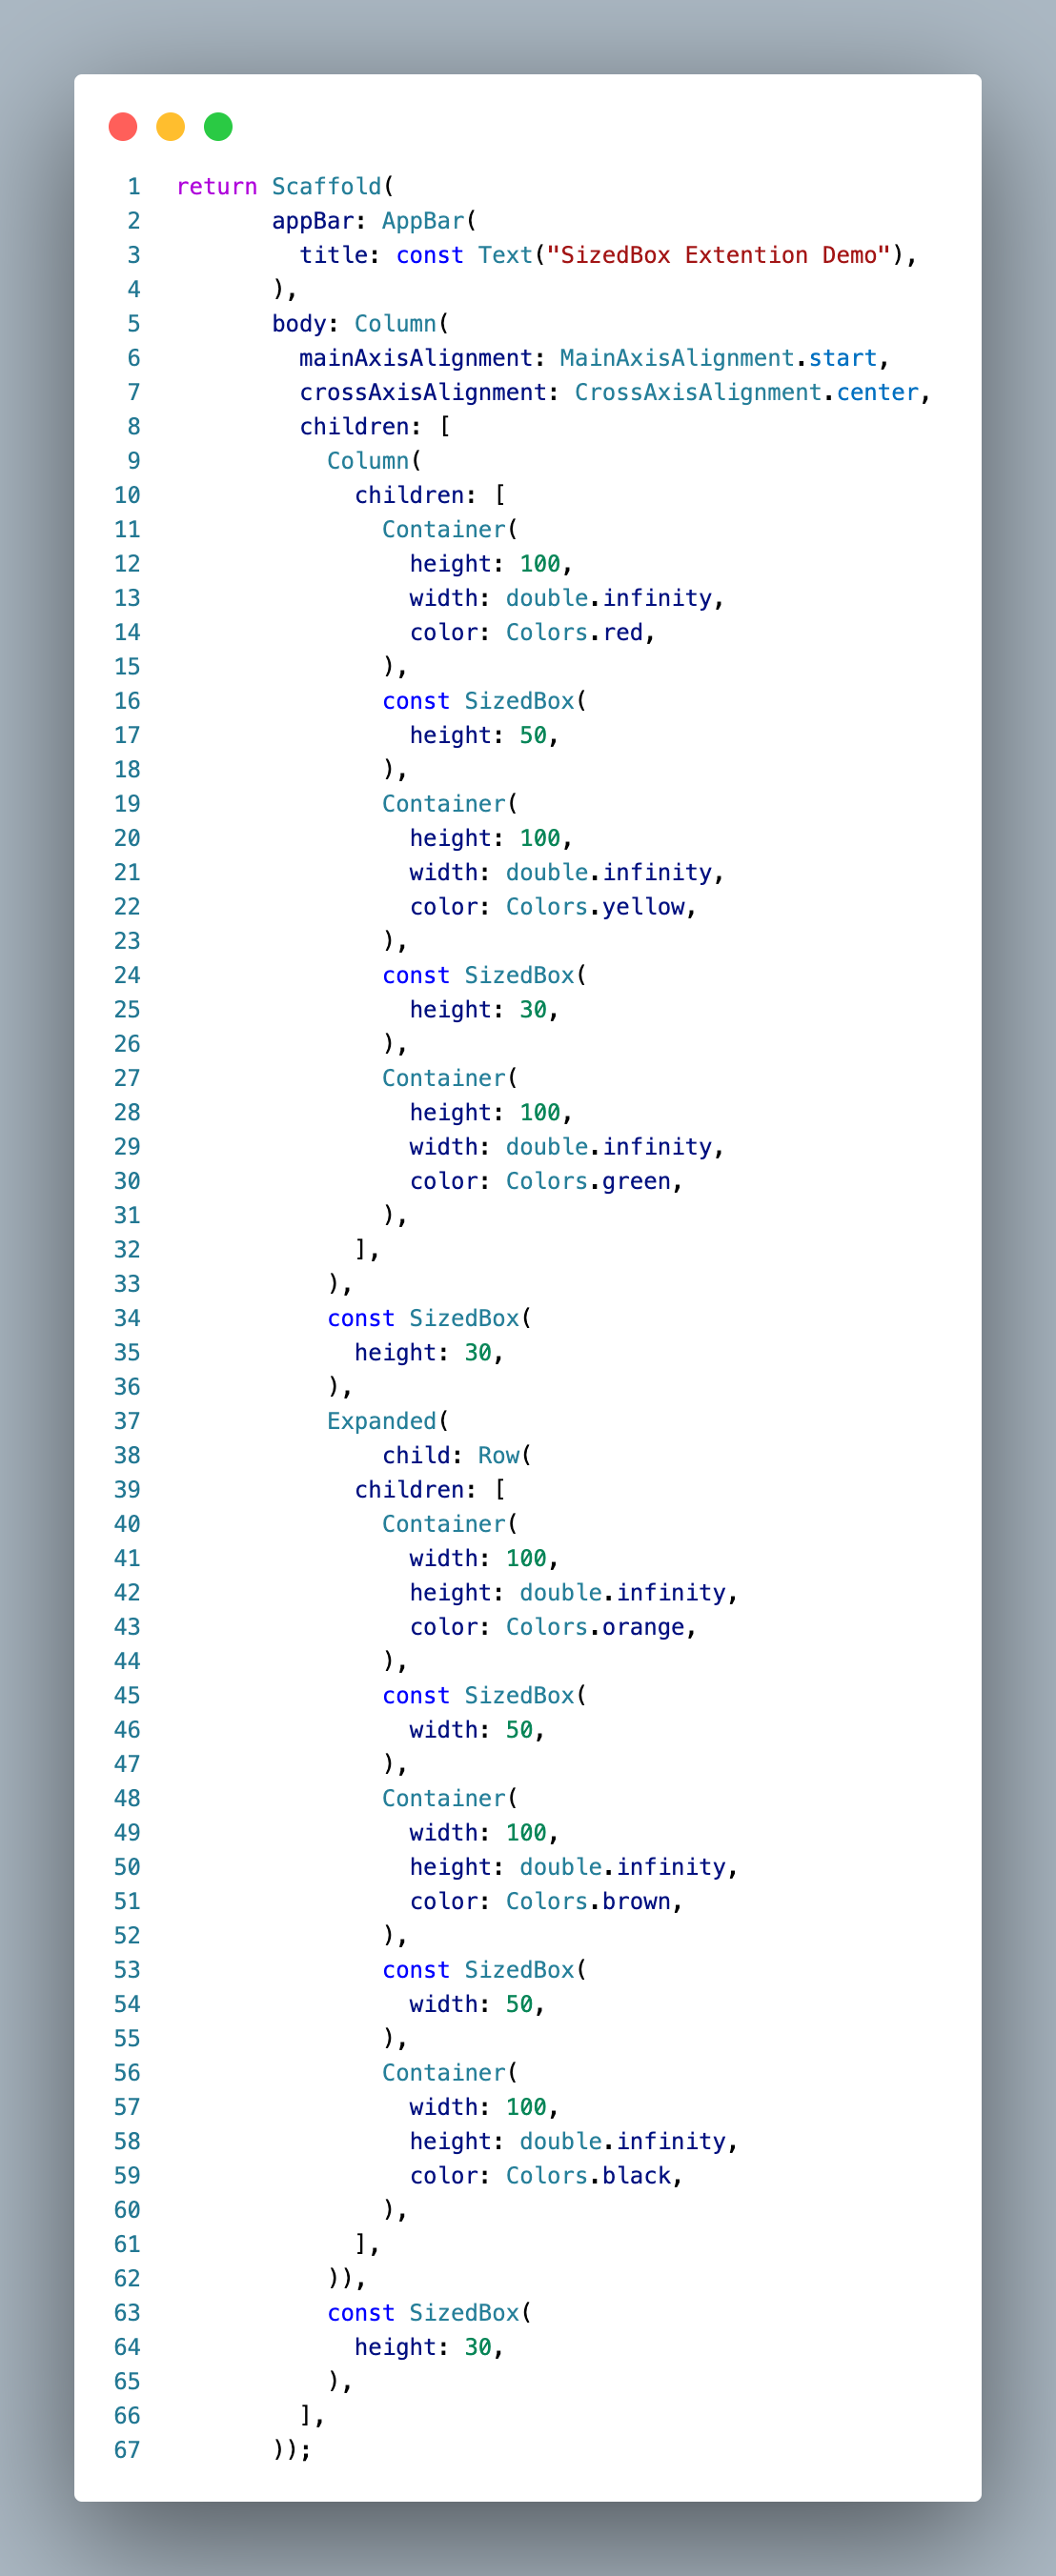 1 return Scaffold(
2 appBar: AppBar(
3 title: const Text("SizedBox Extention Demo"),
4 ),
5 body: Column(
6 mainAxisAlignment: MainAxisAlignment.start,
7 crossAxisAlignment: CrossAxisAlignment.center,
8 children: [
9 Column(
10 children: [
11 Container(
12 height: 100,
13 width: double.infinity,
14 color: Colors.red,
15 ),
16 const SizedBox(
17 height: 50,
18 ),
19 Container(
20 height: 100,
21 width: double.infinity,
22 color: Colors.yellow,
23 ),
24 const SizedBox(
25 height: 30,
26 ),
27 Container(
28 height: 100,
29 width: double.infinity,
30 color: Colors.green,
31 ),
32 ],
33 ),
34 const SizedBox(
35 height: 30,
36 ),
37 Expanded(
38 child: Row(
39 children: [
40 Container(
41 width: 100,
42 height: double.infinity,
43 color: Colors.orange,
44 ),
45 const SizedBox(
46 width: 50,
47 ),
48 Container(
49 width: 100,
50 height: double.infinity,
51 color: Colors.brown,
52 ),
53 const SizedBox(
54 width: 50,
55 ),
56 Container(
57 width: 100,
58 height: double.infinity,
59 color: Colors.black,
60 ),
61 ],
62 )),
63 const SizedBox(
64 height: 30,
65 ),
66 ],
67 ));